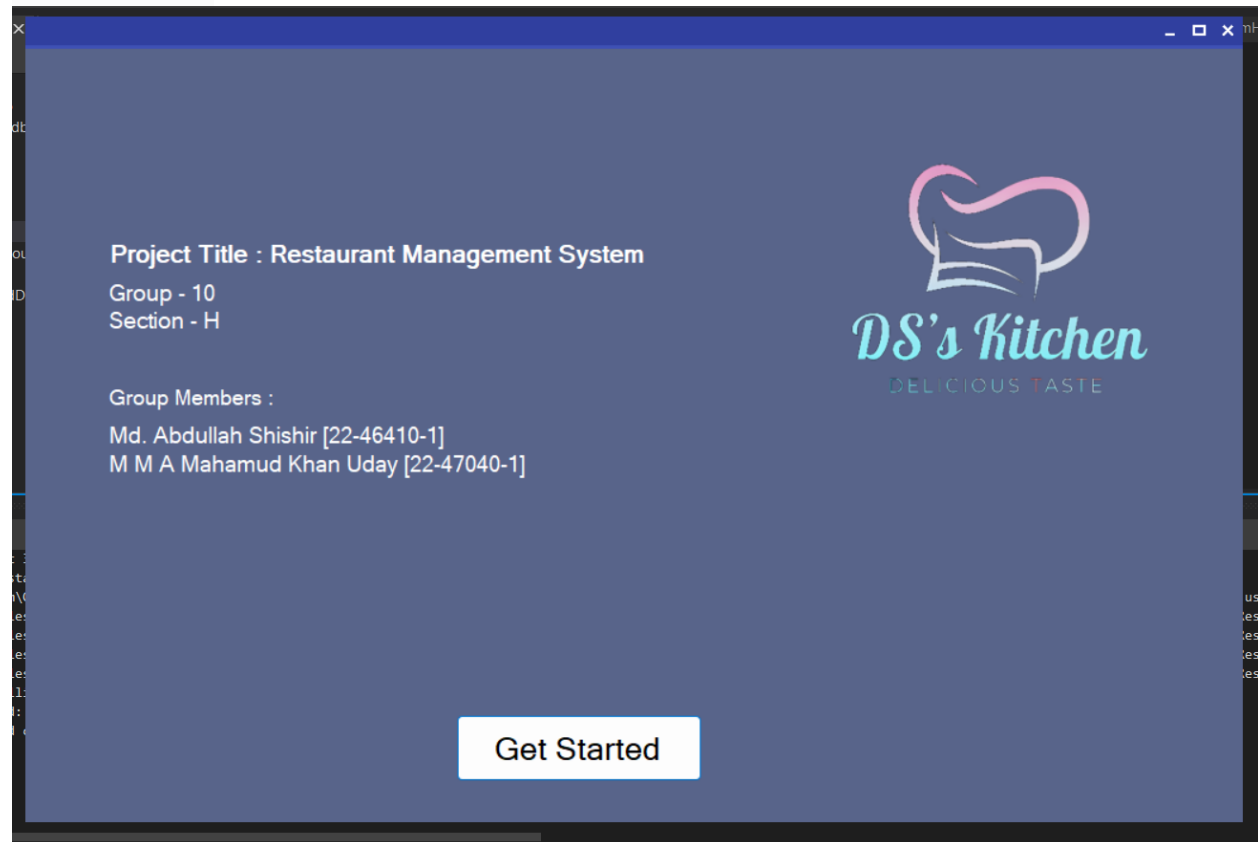 Project Title : Restaurant Management System
Group - 10
Section - H
Group Members :
Md. Abdullah Shishir [22-46410-1]
M M A Mahamud Khan Uday [22-47040-1]
DS's Kitchen
DELICIOUS TASTE
Get Started